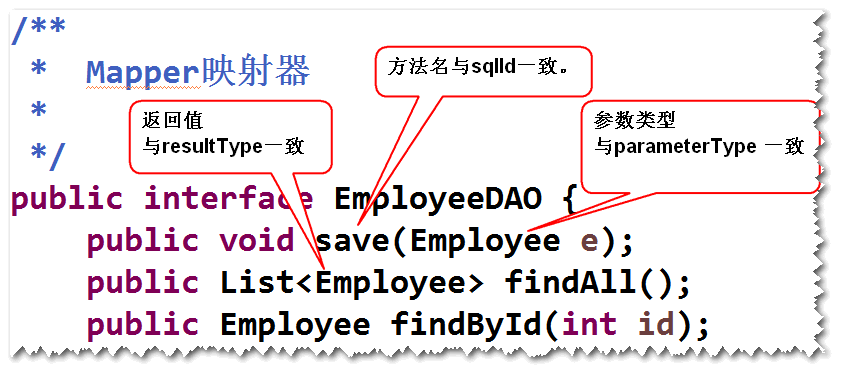 /**
* Mapper映射器
*
*/
方法名与sqlId一致。
返回值
与resultType一致
参数类型
与parameterType 一致
public interface EmployeeDAO {
public void save(Employee e);
public List<Employee> findAll();
public Employee findById(int id);